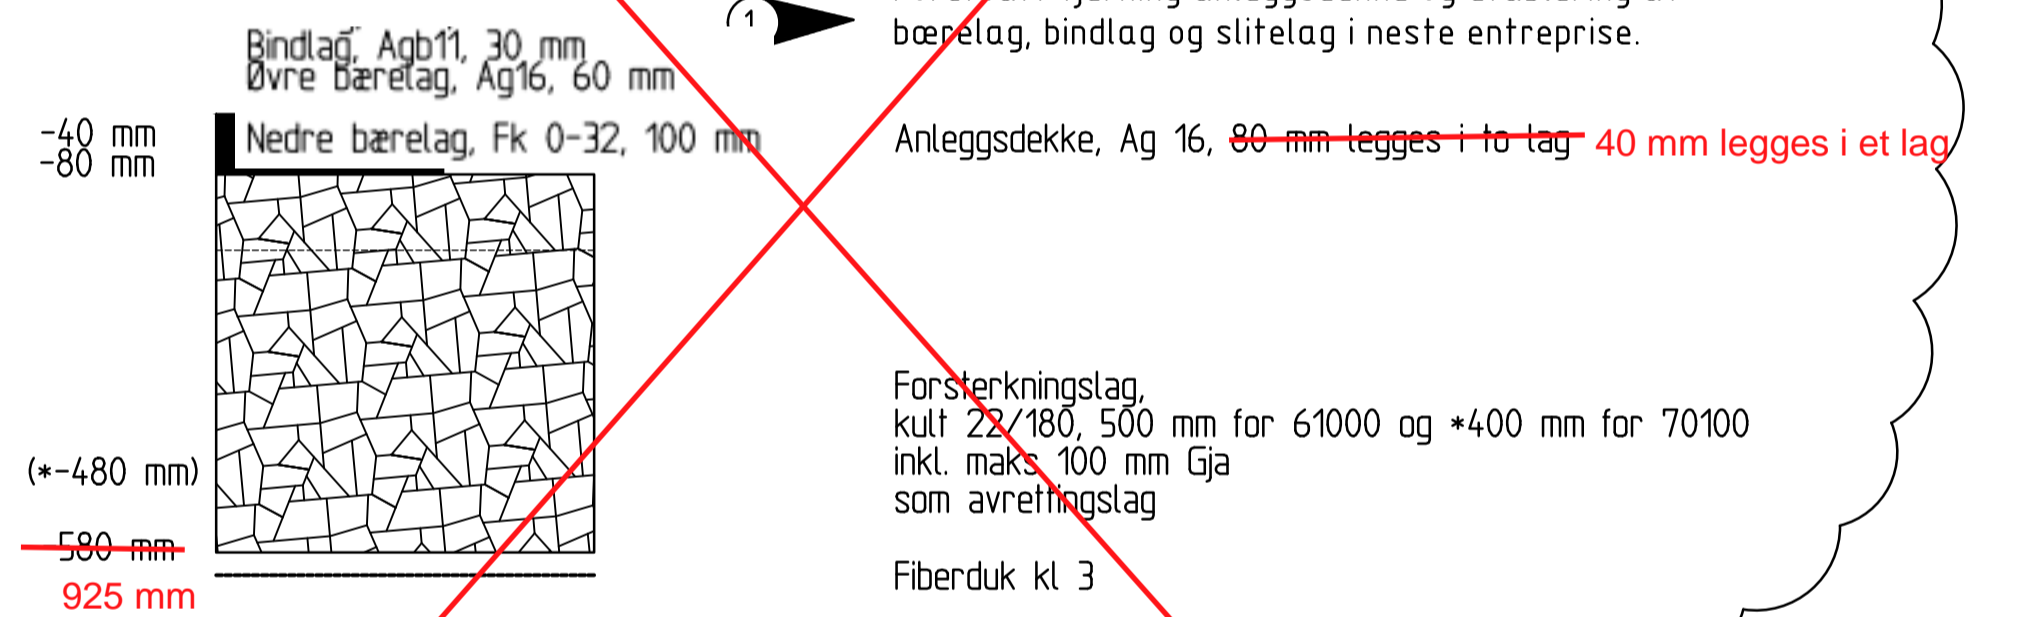 1
bærelag, bindlag og slitelag i neste entreprise.
Bindlag, Agb11, 30 mm
Øvre bærelag, Ag16, 60 mm
-40 mm
-80 mm
Nedre bærelag, Fk 0-32, 100 mm
Anleggsdekke, Ag 16, 80 mm legges i to lag 40 mm legges i et lag
Forsterkningslag,
kult 22/180, 500 mm for 61000 og *400 mm for 70100
inkl. maks 100 mm Gja
som avrettingslag
(*-480 mm)
580 mm
925 mm
Fiberduk kl 3